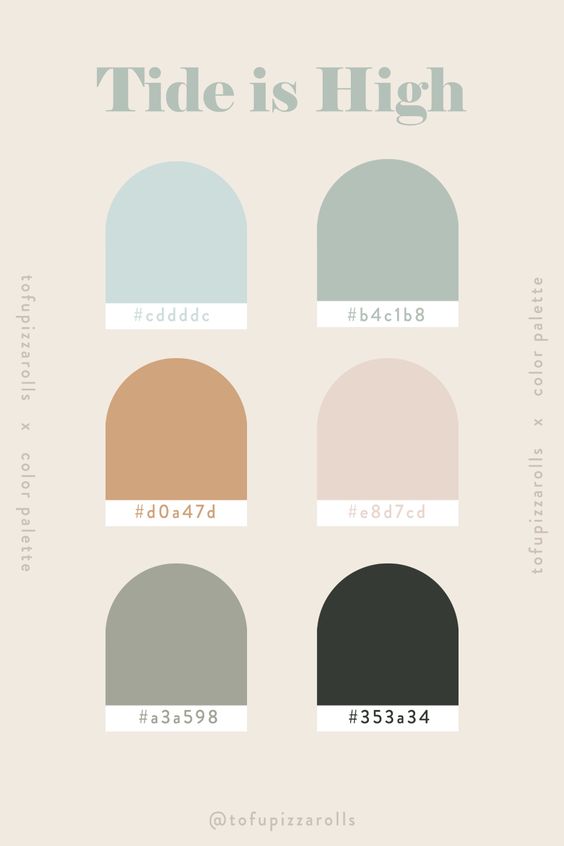 Tide is High
#cddddc
#b4c1b8
tofupizzarolls x color palette
tofupizzarolls x color palette
#d0a47d
#e8d7cd
#a3a598
#353a34
@tofupizzarolls